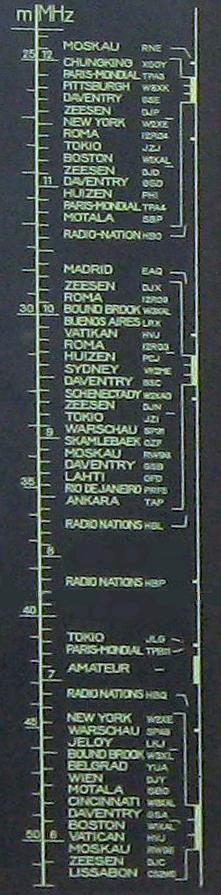 m MHz
MOSKAU RNE
25 12
CHUNGKING XGOY
PARIS-MONDIAL TPA3
PITTSBURGH W8XK
DAVENTRY GSE
ZEESEN DJP
NEW YORK W2XE
ROMA I2RO4
TOKIO JZJ
BOSTON W1XAL
ZEESEN DJD
11 DAVENTRY GSD
HUIZEN PHI
PARIS-MONDIAL TPA4
MOTALA SBP
RADIO-NATION HBO
MADRID EAQ
ZEESEN DJX
ROMA I2RO9
30 10 BOUND BROOK W3XAL
BUENOS AIRES LRX
VATIKAN HVJ
ROMA I2RO3
HUIZEN PCJ
SYDNEY VK2ME
DAVENTRY GSC
SCHENECTADY W2XAD
ZEESEN DJN
TOKIO JZI
9 WARSCHAU
SKAMLEBAEK OZF
MOSKAU RW96
DAVENTRY GSB
LAHTI OFD
35 RIO DE JANEIRO PRF5
ANKARA TAP
RADIO NATIONS HBL
8
RADIO NATIONS HBP
40
TOKIO JLG
PARIS-MONDIAL TPB11
AMATEUR —
7
RADIO NATIONS HBQ
45 NEW YORK W2XE
WARSCHAU SP48
JELOY LKJ
BOUND BROOK W3XL
BELGRAD YUA
WIEN DJY
MOTALA SBO
CINCINNATI W8XAL
DAVENTRY GSA
BOSTON W1XAL
50 6 VATICAN HVJ
MOSKAU RW96
ZEESEN DJC
LISSABON